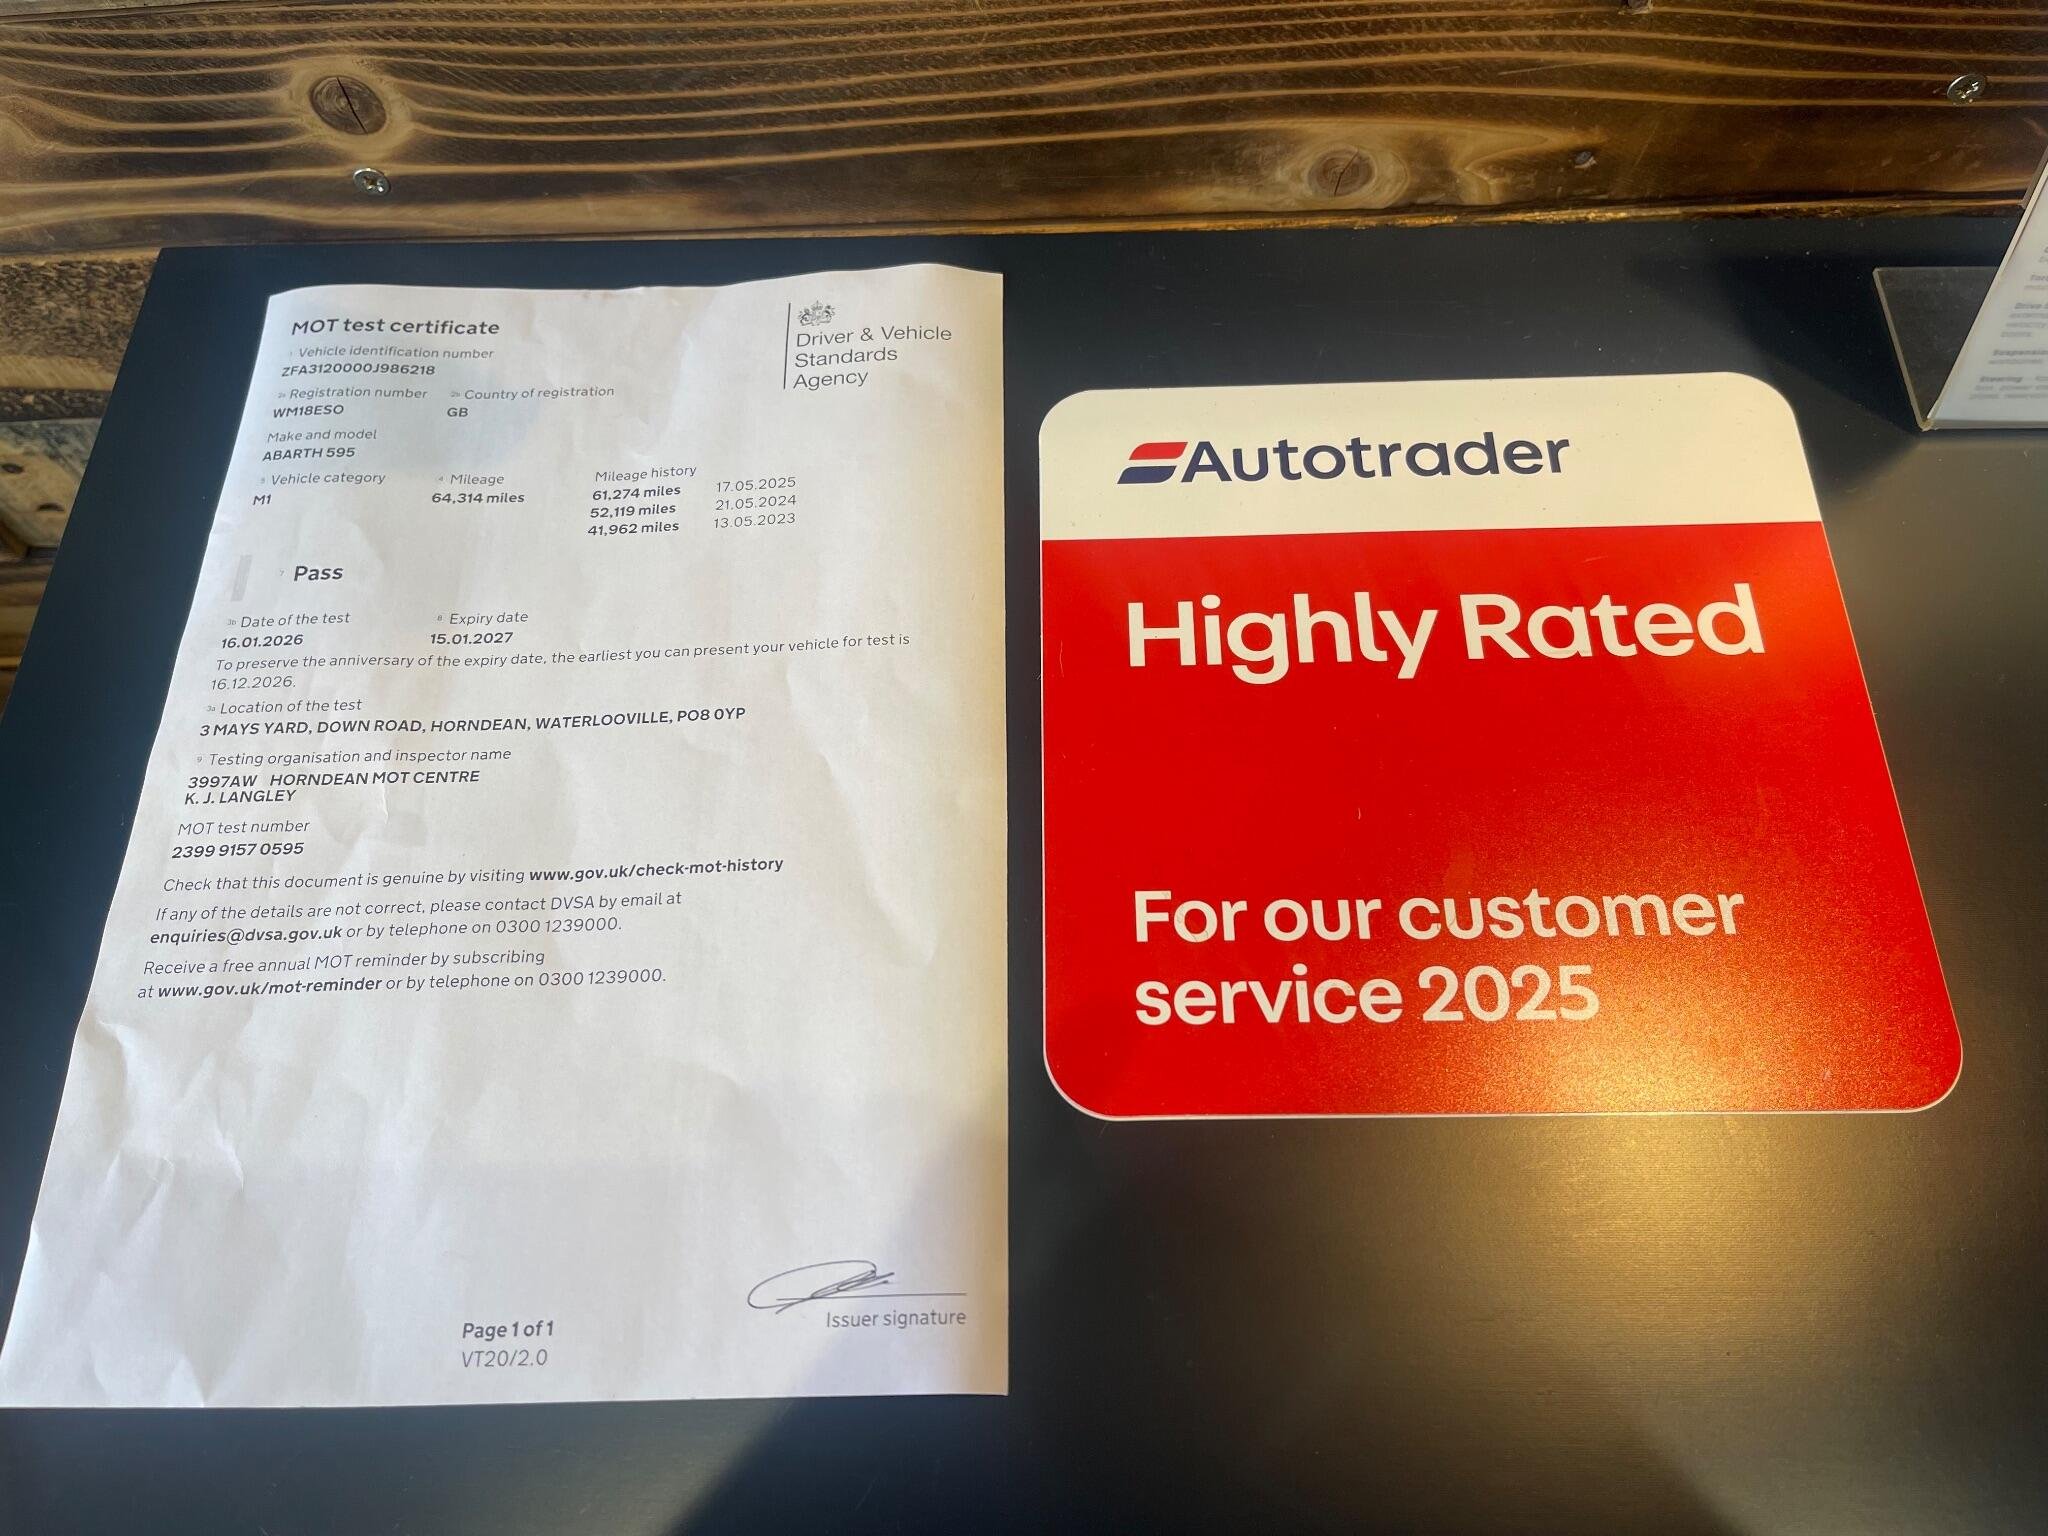 MOT test certificate
1 Vehicle identification number
ZFA3120000J986218
2a Registration number 2b Country of registration
WM18ESO GB
Make and model
ABARTH 595
5 Vehicle category 4 Mileage Mileage history
M1 64,314 miles 61,274 miles 17.05.2025
52,119 miles 21.05.2024
41,962 miles 13.05.2023
7 Pass
3b Date of the test 8 Expiry date
16.01.2026 15.01.2027
To preserve the anniversary of the expiry date, the earliest you can present your vehicle for test is
16.12.2026.
3a Location of the test
3 MAYS YARD, DOWN ROAD, HORNDEAN, WATERLOOVILLE, PO8 0YP
9 Testing organisation and inspector name
3997AW HORNDEAN MOT CENTRE
K. J. LANGLEY
MOT test number
2399 9157 0595
Check that this document is genuine by visiting www.gov.uk/check-mot-history
If any of the details are not correct, please contact DVSA by email at
enquiries@dvsa.gov.uk or by telephone on 0300 1239000.
Receive a free annual MOT reminder by subscribing
at www.gov.uk/mot-reminder or by telephone on 0300 1239000.
Issuer signature
Page 1 of 1
VT20/2.0
Driver & Vehicle
Standards
Agency
Autotrader
Highly Rated
For our customer
service 2025